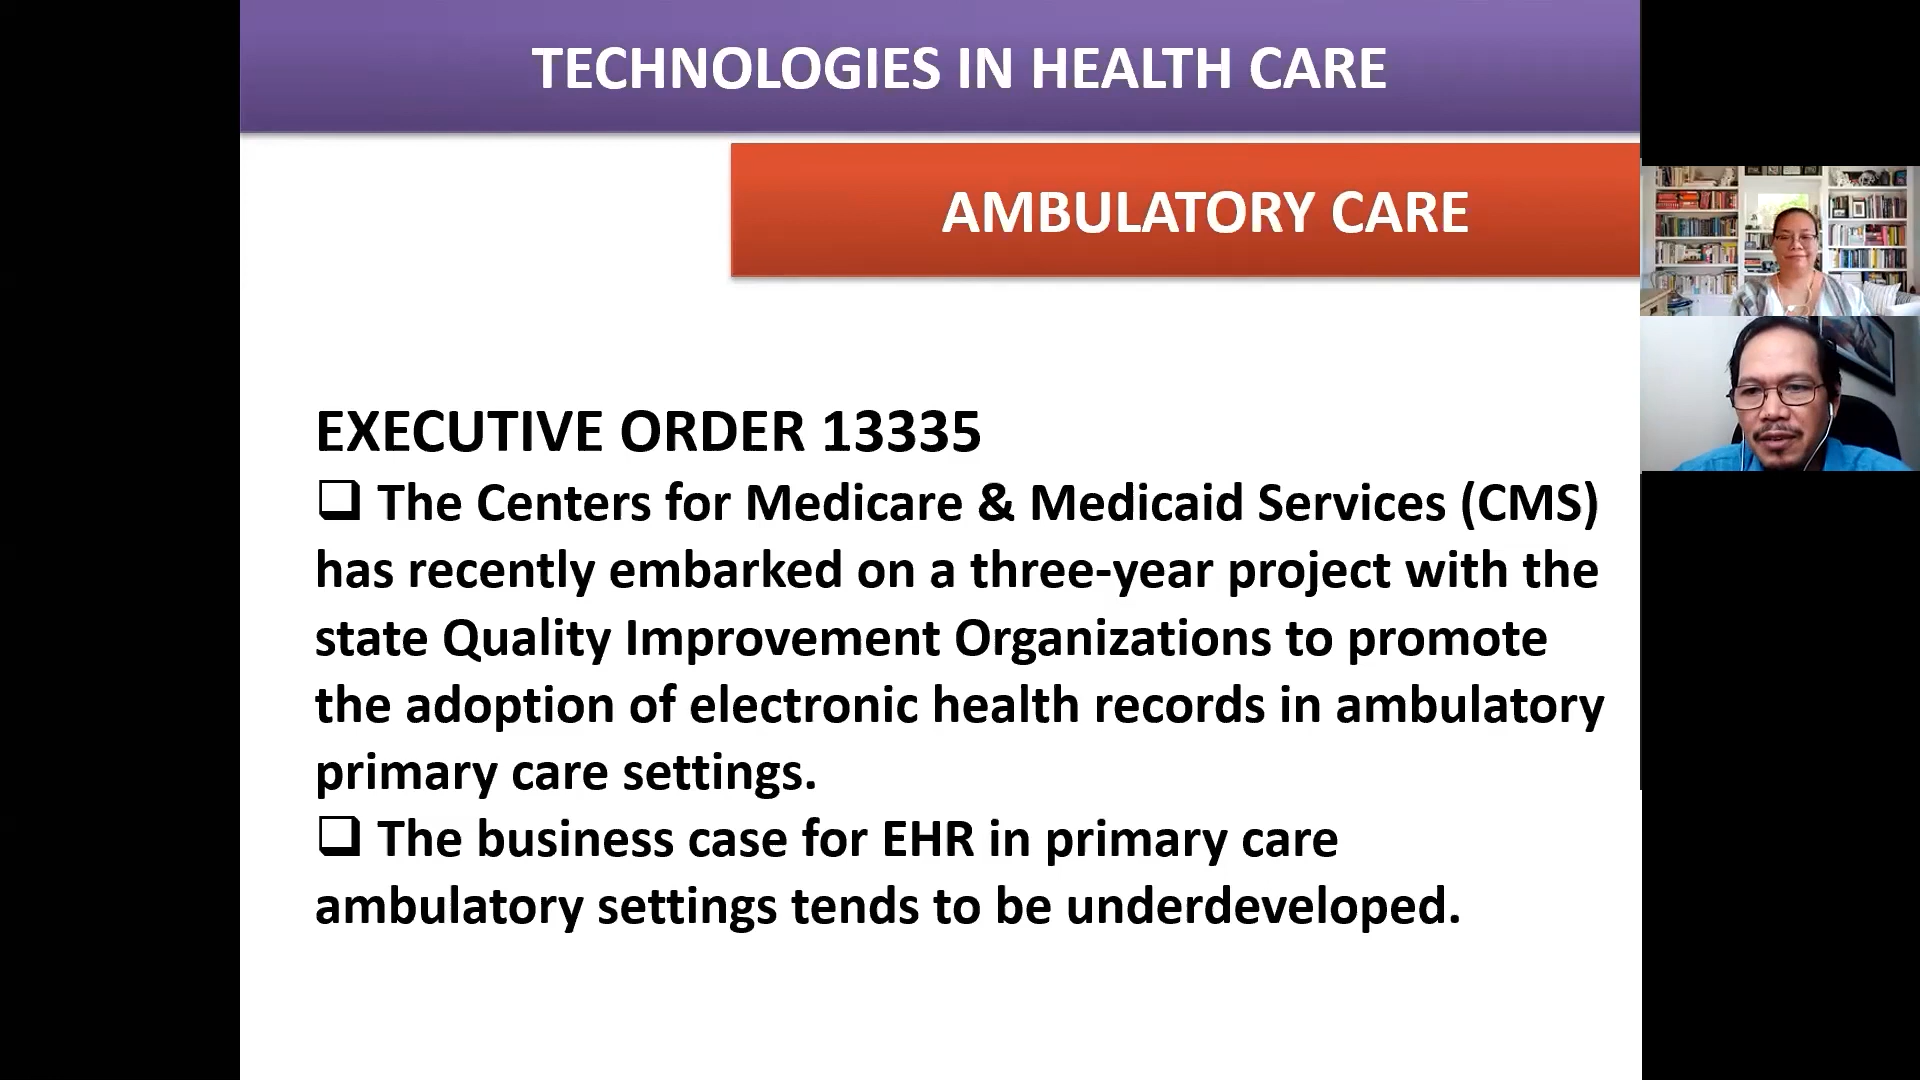 TECHNOLOGIES IN HEALTH CARE
AMBULATORY CARE
EXECUTIVE ORDER 13335
❑ The Centers for Medicare & Medicaid Services (CMS)
has recently embarked on a three-year project with the
state Quality Improvement Organizations to promote
the adoption of electronic health records in ambulatory
primary care settings.
❑ The business case for EHR in primary care
ambulatory settings tends to be underdeveloped.